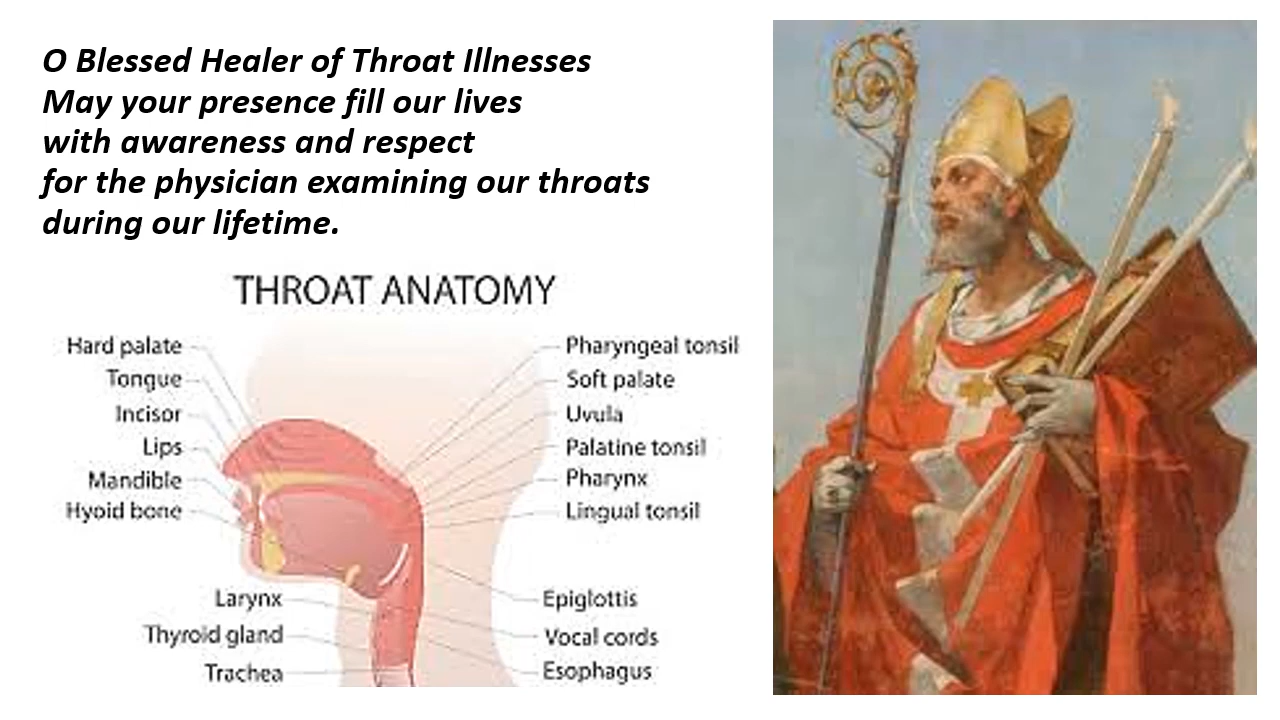 O Blessed Healer of Throat Illnesses
May your presence fill our lives
with awareness and respect
for the physician examining our throats
during our lifetime.
THROAT ANATOMY
Hard palate
Tongue
Incisor
Lips
Mandible
Hyoid bone
Larynx
Thyroid gland
Trachea
Pharyngeal tonsil
Soft palate
Uvula
Palatine tonsil
Pharynx
Lingual tonsil
Epiglottis
Vocal cords
Esophagus